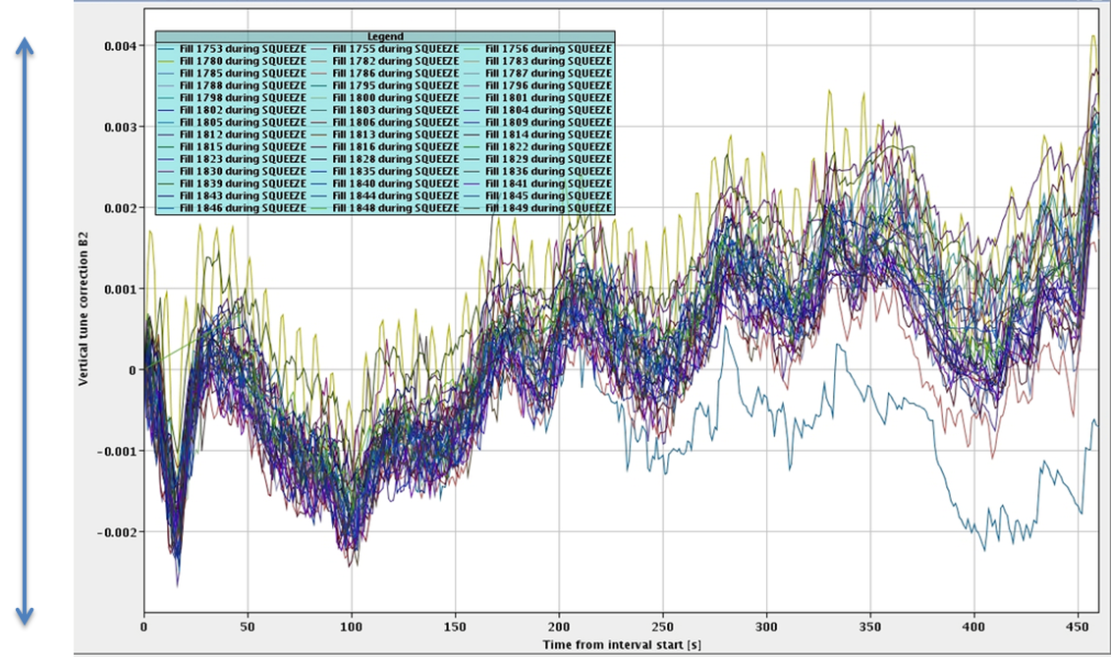 Legend
Fill 1753 during SQUEEZE Fill 1755 during SQUEEZE Fill 1756 during SQUEEZE
Fill 1780 during SQUEEZE Fill 1782 during SQUEEZE Fill 1783 during SQUEEZE
Fill 1785 during SQUEEZE Fill 1786 during SQUEEZE Fill 1787 during SQUEEZE
Fill 1788 during SQUEEZE Fill 1795 during SQUEEZE Fill 1796 during SQUEEZE
Fill 1798 during SQUEEZE Fill 1800 during SQUEEZE Fill 1801 during SQUEEZE
Fill 1802 during SQUEEZE Fill 1803 during SQUEEZE Fill 1804 during SQUEEZE
Fill 1805 during SQUEEZE Fill 1806 during SQUEEZE Fill 1809 during SQUEEZE
Fill 1812 during SQUEEZE Fill 1813 during SQUEEZE Fill 1814 during SQUEEZE
Fill 1815 during SQUEEZE Fill 1816 during SQUEEZE Fill 1822 during SQUEEZE
Fill 1823 during SQUEEZE Fill 1828 during SQUEEZE Fill 1829 during SQUEEZE
Fill 1830 during SQUEEZE Fill 1835 during SQUEEZE Fill 1836 during SQUEEZE
Fill 1839 during SQUEEZE Fill 1840 during SQUEEZE Fill 1841 during SQUEEZE
Fill 1843 during SQUEEZE Fill 1844 during SQUEEZE Fill 1845 during SQUEEZE
Fill 1846 during SQUEEZE Fill 1848 during SQUEEZE Fill 1849 during SQUEEZE
Vertical tune correction B2
0.004
0.003
0.002
0.001
0
-0.001
-0.002
0 50 100 150 200 250 300 350 400 450
Time from interval start [s]